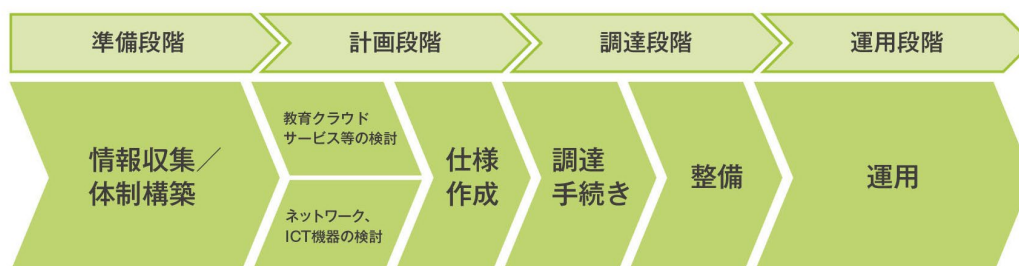 準備段階
計画段階
調達段階
運用段階
情報収集／
体制構築
教育クラウド
サービス等の検討
ネットワーク、
ICT機器の検討
仕様
作成
調達
手続き
整備
運用